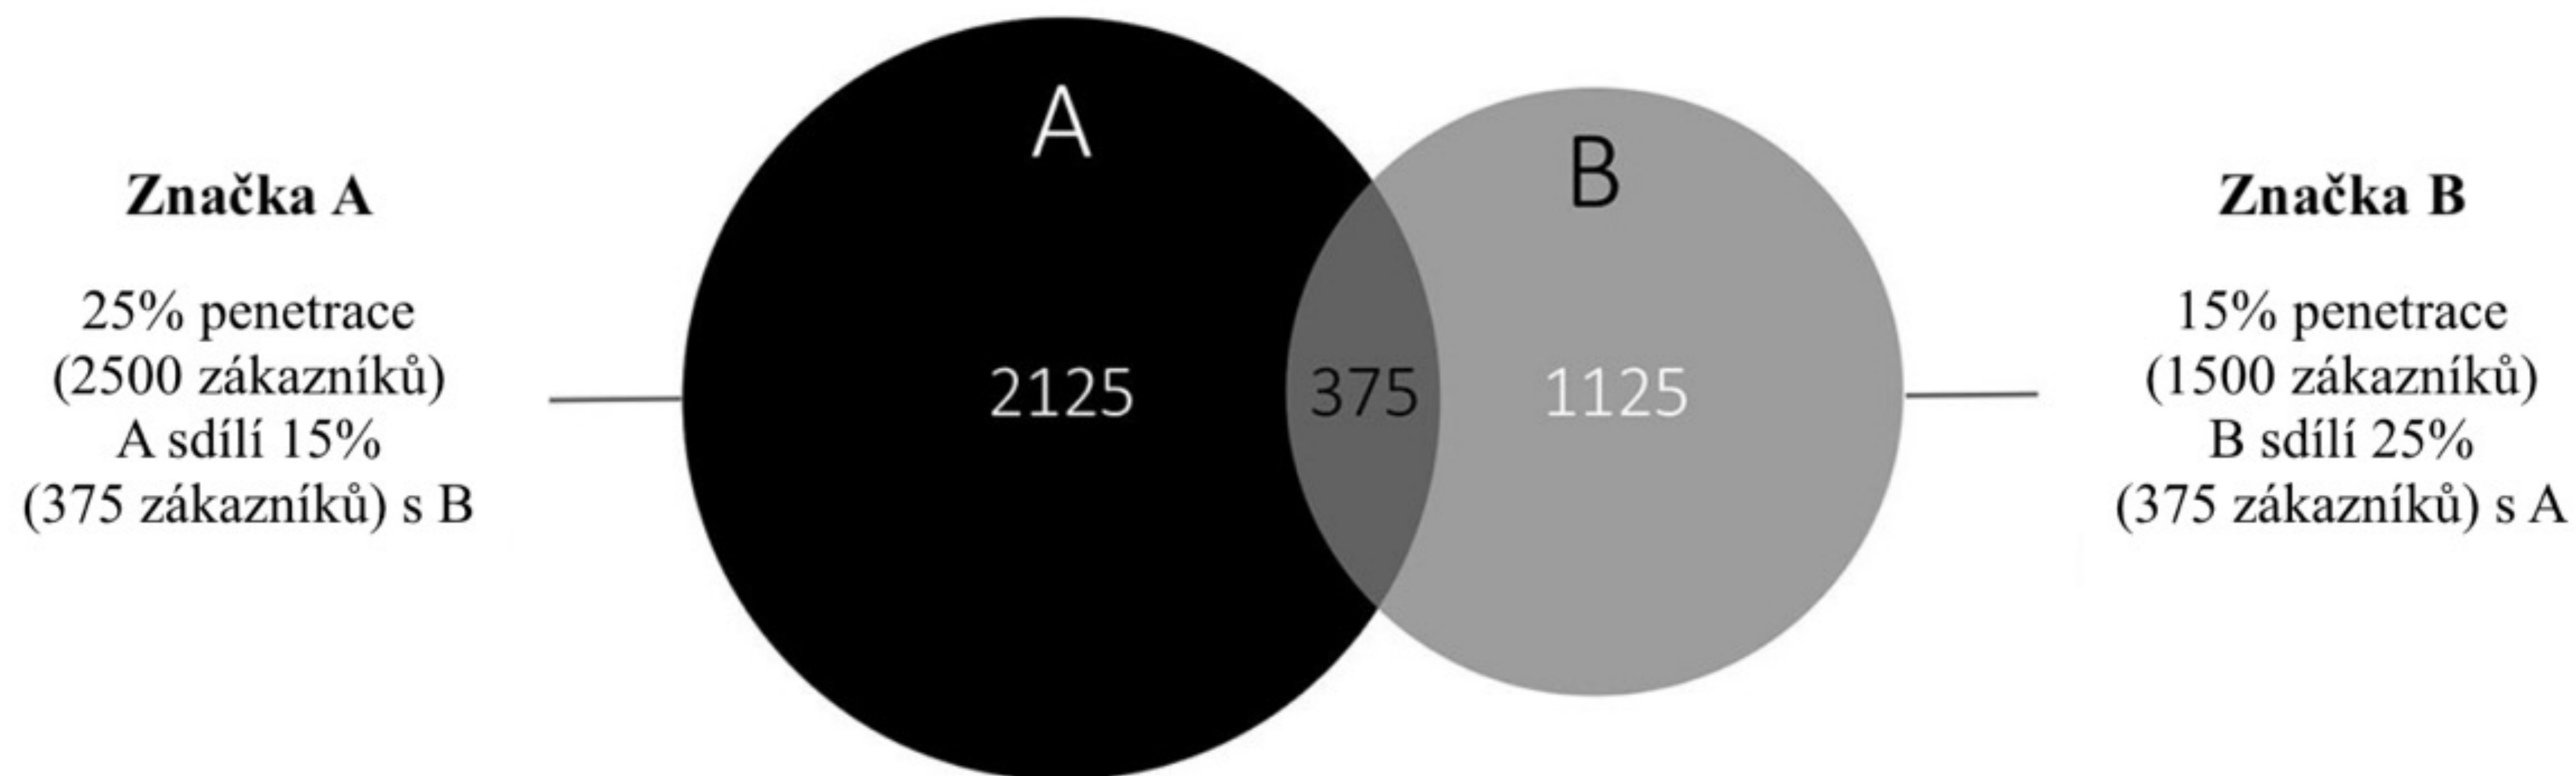 Značka A
25% penetrace
(2500 zákazníků)
A sdílí 15%
(375 zákazníků) s B
A
2125
375
B
1125
Značka B
15% penetrace
(1500 zákazníků)
B sdílí 25%
(375 zákazníků) s A